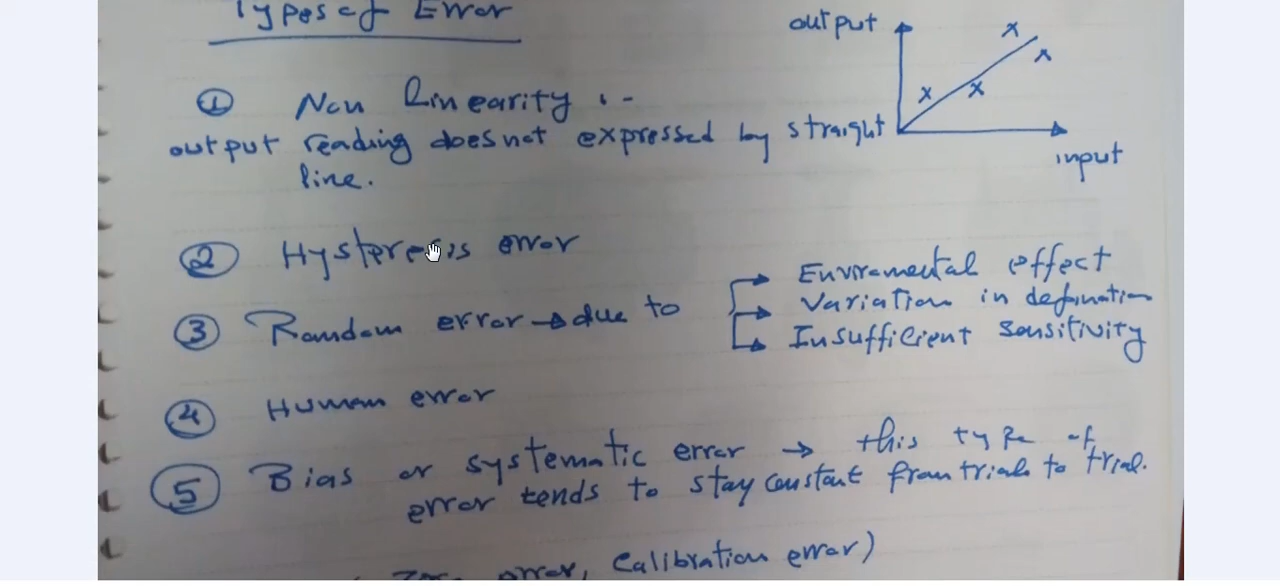 Types of Error
output
① Non linearity :-
output reading does not expressed by straight
line.
input
② Hysteresis error
③ Random error → due to
Enviramental effect
Variation in defination
Insufficient sensitivity
④ Human error
⑤ Bias or systematic error → this type of
error tends to stay constant from trial to trial.
error, Calibration error)